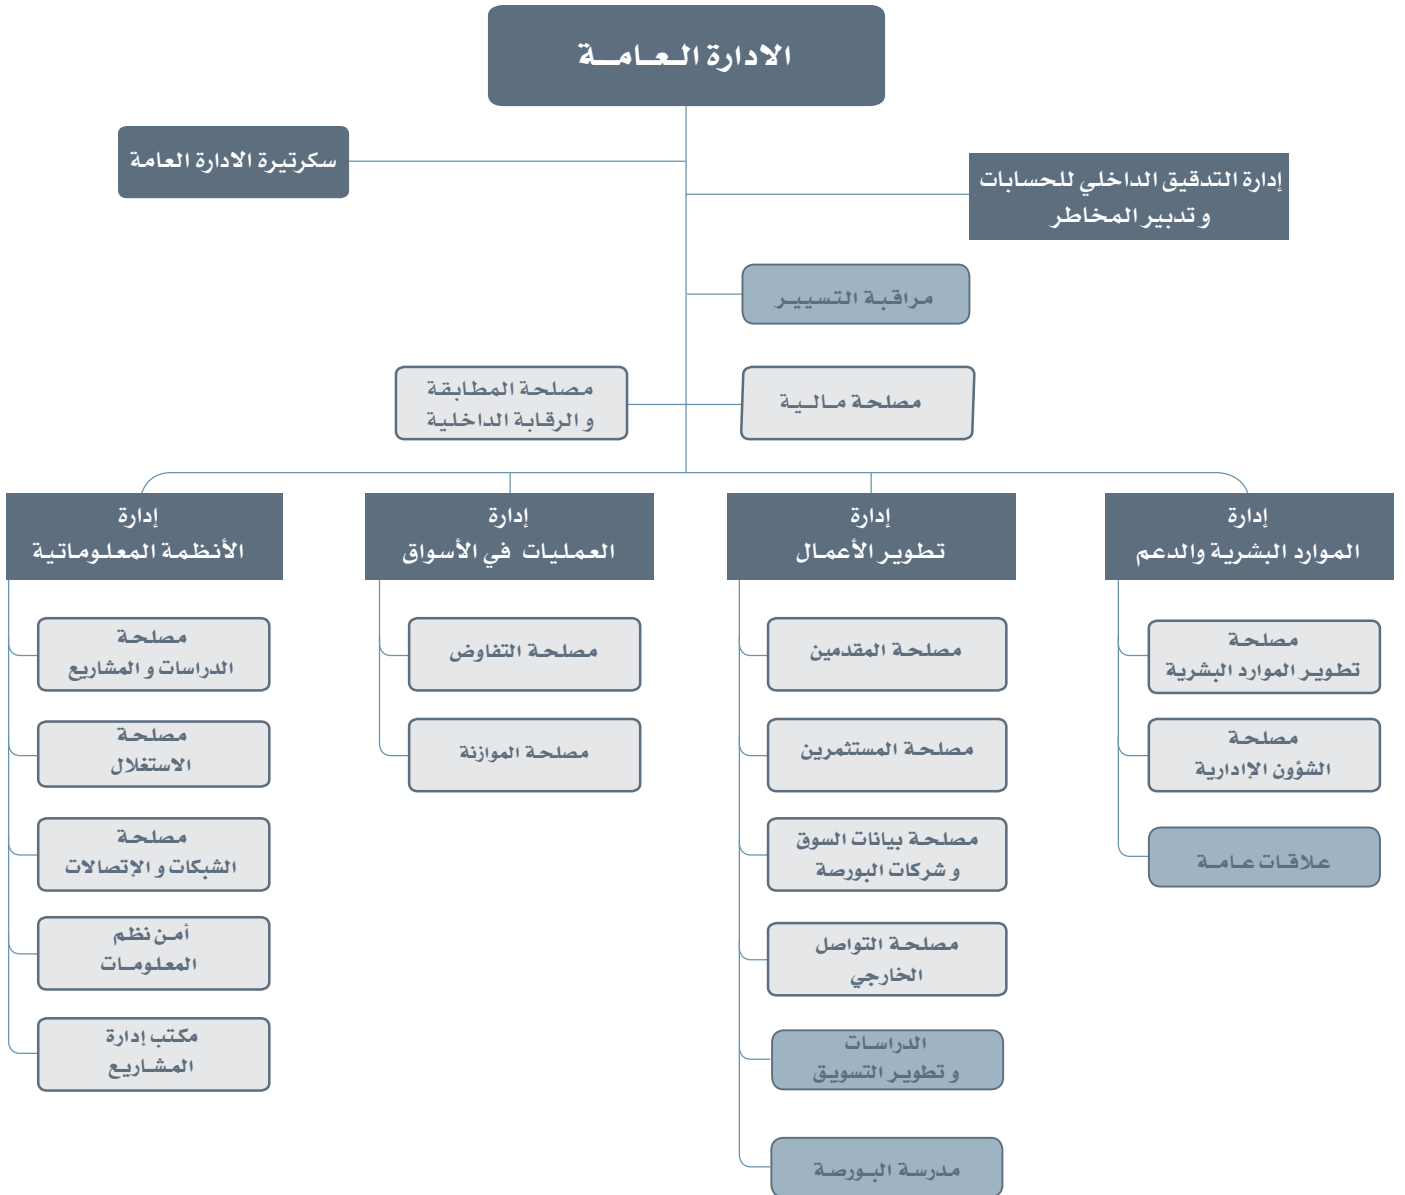 الادارة العامة
سكرتيرة الادارة العامة
إدارة التدقيق الداخلي للحسابات
و تدبير المخاطر
مراقبة التسيير
مصلحة مالية
مصلحة المطابقة
و الرقابة الداخلية
إدارة
الموارد البشرية والدعم
مصلحة
تطوير الموارد البشرية
مصلحة
الشؤون الإادارية
علاقات عامة
إدارة
تطوير الأعمال
مصلحة المقدمين
مصلحة المستثمرين
مصلحة بيانات السوق
و شركات البورصة
مصلحة التواصل
الخارجي
الدراسات
و تطوير التسويق
مدرسة البورصة
إدارة
العمليات في الأسواق
مصلحة التفاوض
مصلحة الموازنة
إدارة
الأنظمة المعلوماتية
مصلحة
الدراسات و المشاريع
مصلحة
الاستغلال
مصلحة
الشبكات و الإتصالات
أمن نظم
المعلومات
مكتب إدارة
المشاريع